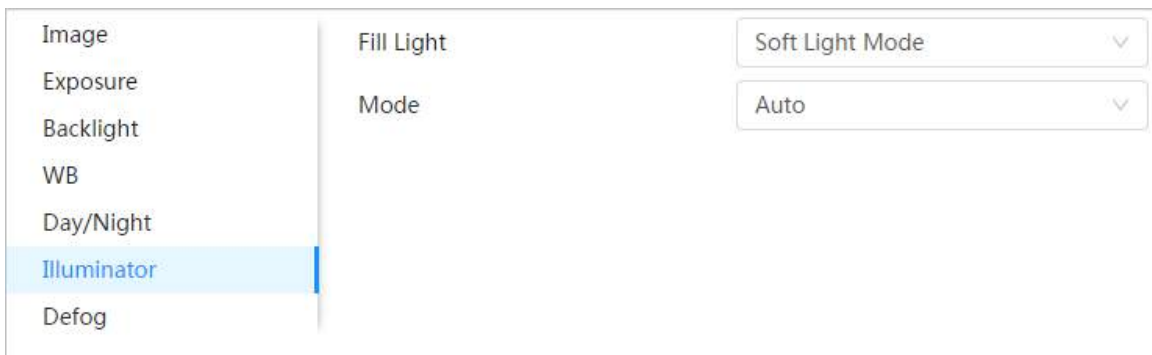 Image
Exposure
Backlight
WB
Day/Night
Illuminator
Defog
Fill Light Soft Light Mode
Mode Auto